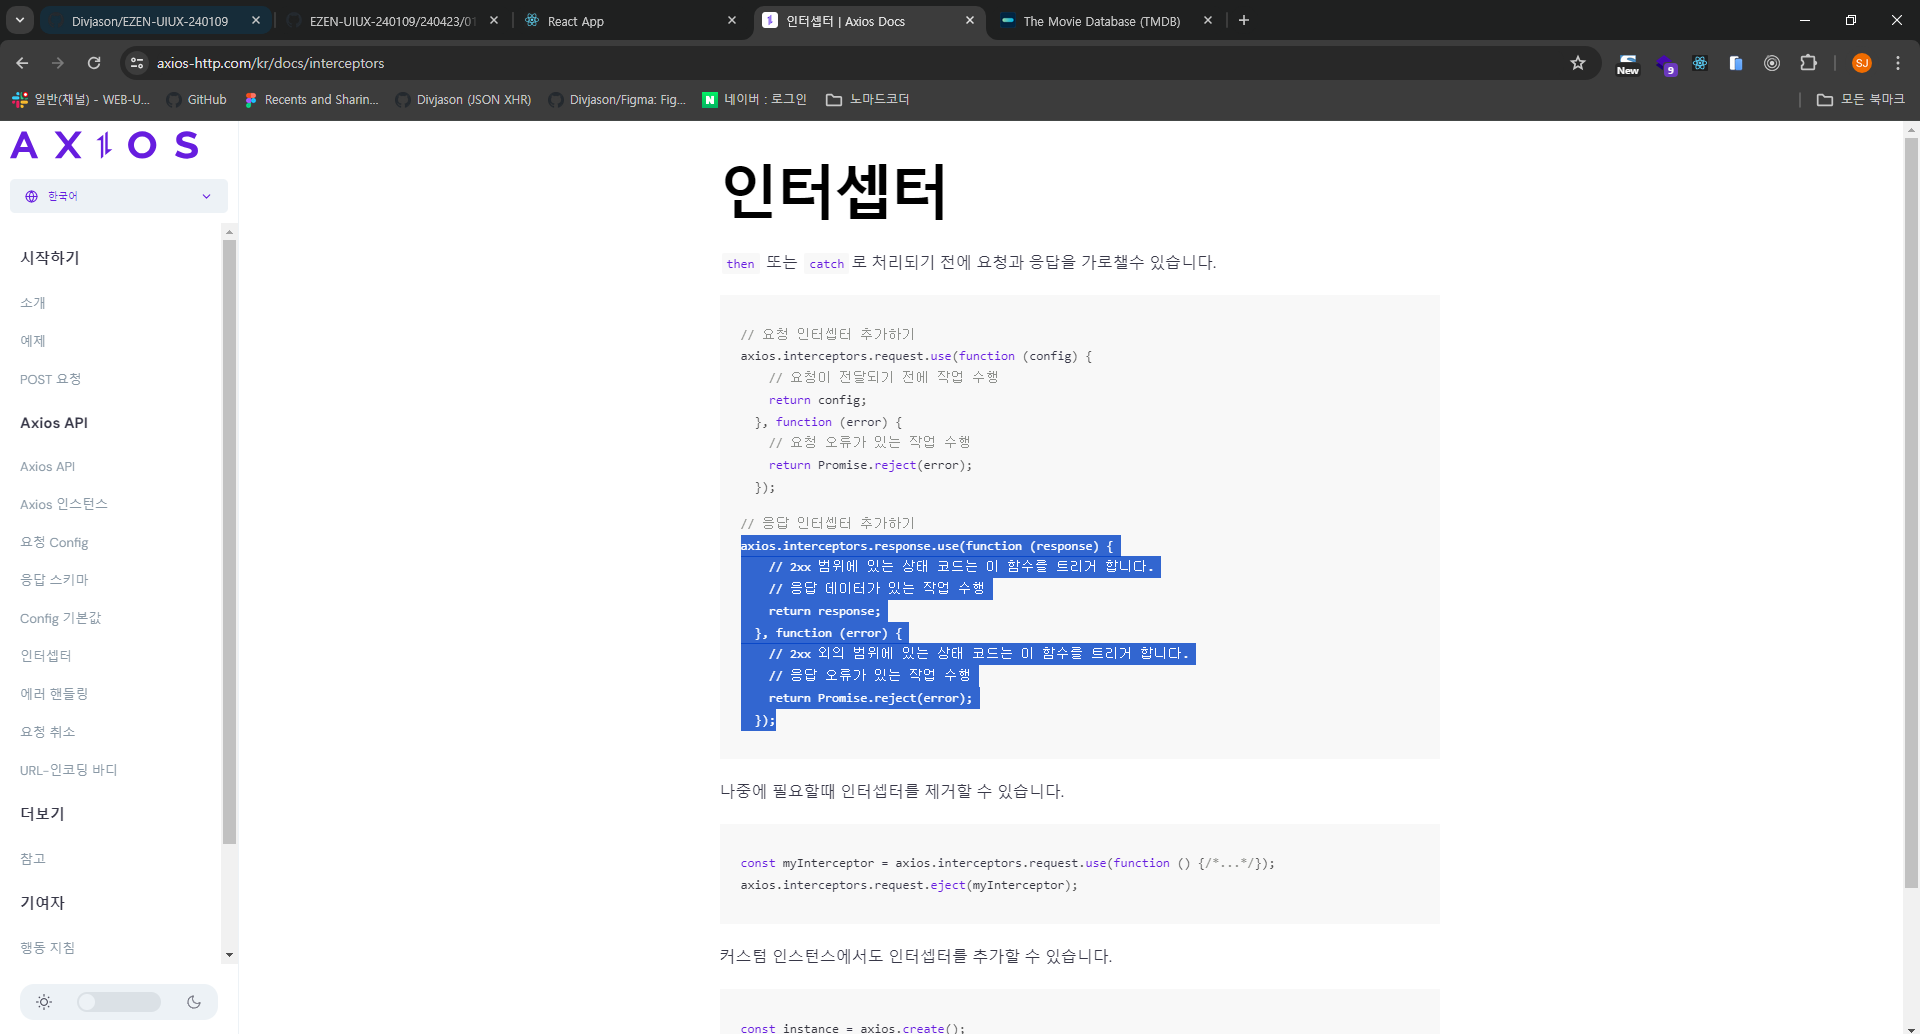 Divjason/EZEN-UIUX-240109
EZEN-UIUX-240109/240423/01
React App
인터셉터 | Axios Docs
The Movie Database (TMDB)
axios-http.com/kr/docs/interceptors
New
9
SJ
일반(채널) - WEB-U...
GitHub
Recents and Sharin...
Divjason (JSON XHR)
Divjason/Figma: Fig...
네이버 : 로그인
노마드코더
모든 북마크
AXIOS
한국어
시작하기
소개
예제
POST 요청
Axios API
Axios API
Axios 인스턴스
요청 Config
응답 스키마
Config 기본값
인터셉터
에러 핸들링
요청 취소
URL-인코딩 바디
더보기
참고
기여자
행동 지침
인터셉터
then 또는 catch 로 처리되기 전에 요청과 응답을 가로챌수 있습니다.
// 요청 인터셉터 추가하기
axios.interceptors.request.use(function (config) {
// 요청이 전달되기 전에 작업 수행
return config;
}, function (error) {
// 요청 오류가 있는 작업 수행
return Promise.reject(error);
});
// 응답 인터셉터 추가하기
axios.interceptors.response.use(function (response) {
// 2xx 범위에 있는 상태 코드는 이 함수를 트리거 합니다.
// 응답 데이터가 있는 작업 수행
return response;
}, function (error) {
// 2xx 외의 범위에 있는 상태 코드는 이 함수를 트리거 합니다.
// 응답 오류가 있는 작업 수행
return Promise.reject(error);
});
나중에 필요할때 인터셉터를 제거할 수 있습니다.
const myInterceptor = axios.interceptors.request.use(function () {/*...*/});
axios.interceptors.request.eject(myInterceptor);
커스텀 인스턴스에서도 인터셉터를 추가할 수 있습니다.
const instance = axios.create();